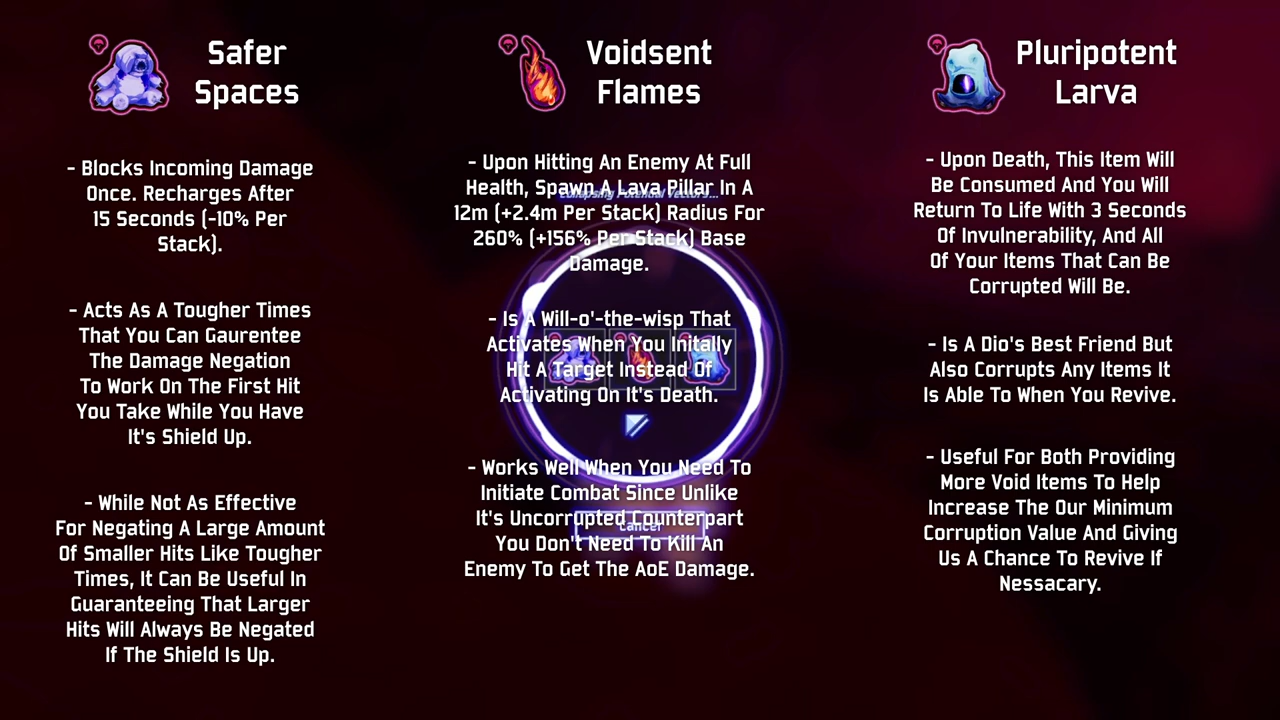 Safer
Spaces
- Blocks Incoming Damage
Once. Recharges After
15 Seconds (-10% Per
Stack).
- Acts As A Tougher Times
That You Can Gaurentee
The Damage Negation
To Work On The First Hit
You Take While You Have
It's Shield Up.
- While Not As Effective
For Negating A Large Amount
Of Smaller Hits Like Tougher
Times, It Can Be Useful In
Guaranteeing That Larger
Hits Will Always Be Negated
If The Shield Is Up.
Voidsent
Flames
- Upon Hitting An Enemy At Full
Health, Spawn A Lava Pillar In A
Collapsing Potential Vectors...
12m (+2.4m Per Stack) Radius For
260% (+156% Per Stack) Base
Damage.
- Is A Will-o'-the-wisp That
Activates When You Initally
Hit A Target Instead Of
Activating On It's Death.
- Works Well When You Need To
Initiate Combat Since Unlike
It's Uncorrupted Counterpart
Cancel
You Don't Need To Kill An
Enemy To Get The AoE Damage.
Pluripotent
Larva
- Upon Death, This Item Will
Be Consumed And You Will
Return To Life With 3 Seconds
Of Invulnerability, And All
Of Your Items That Can Be
Corrupted Will Be.
- Is A Dio's Best Friend But
Also Corrupts Any Items It
Is Able To When You Revive.
- Useful For Both Providing
More Void Items To Help
Increase The Our Minimum
Corruption Value And Giving
Us A Chance To Revive If
Nessacary.